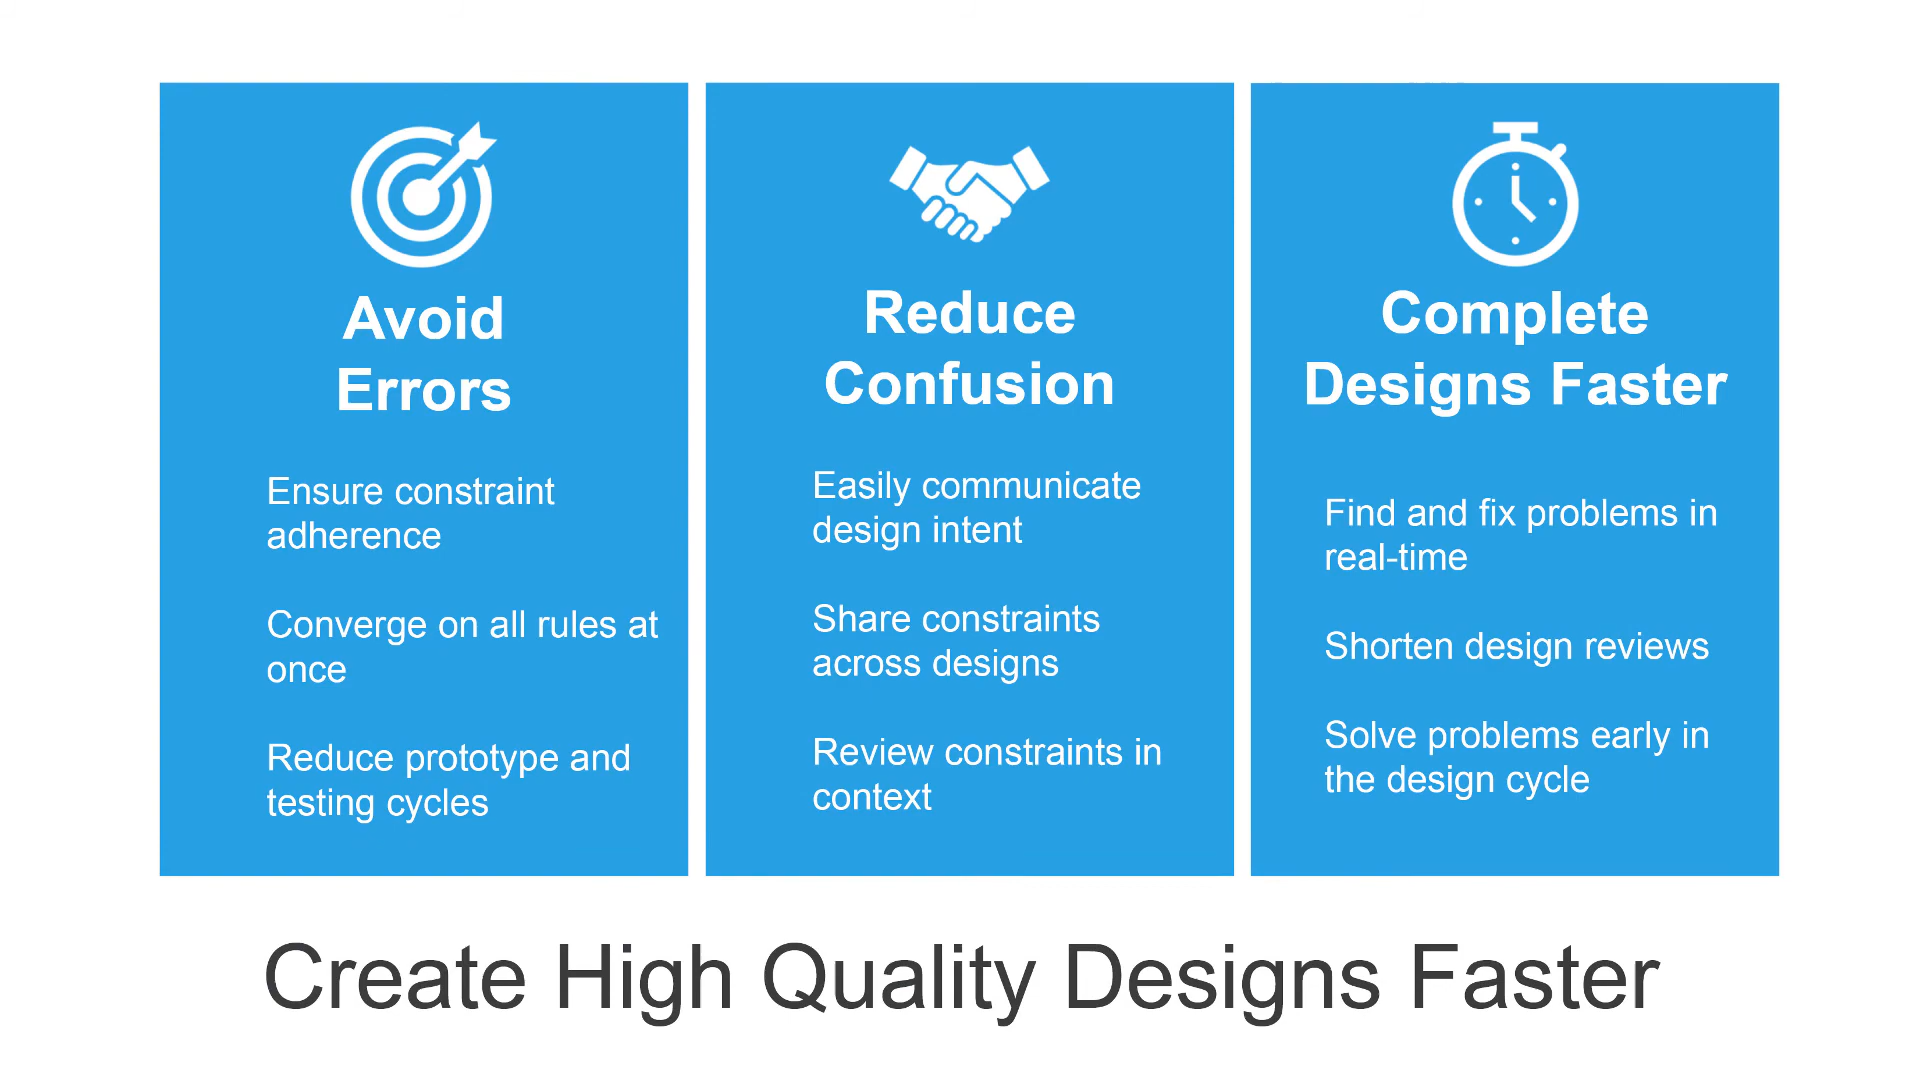 Avoid
Errors
Ensure constraint
adherence
Converge on all rules at
once
Reduce prototype and
testing cycles
Reduce
Confusion
Easily communicate
design intent
Share constraints
across designs
Review constraints in
context
Complete
Designs Faster
Find and fix problems in
real-time
Shorten design reviews
Solve problems early in
the design cycle
Create High Quality Designs Faster